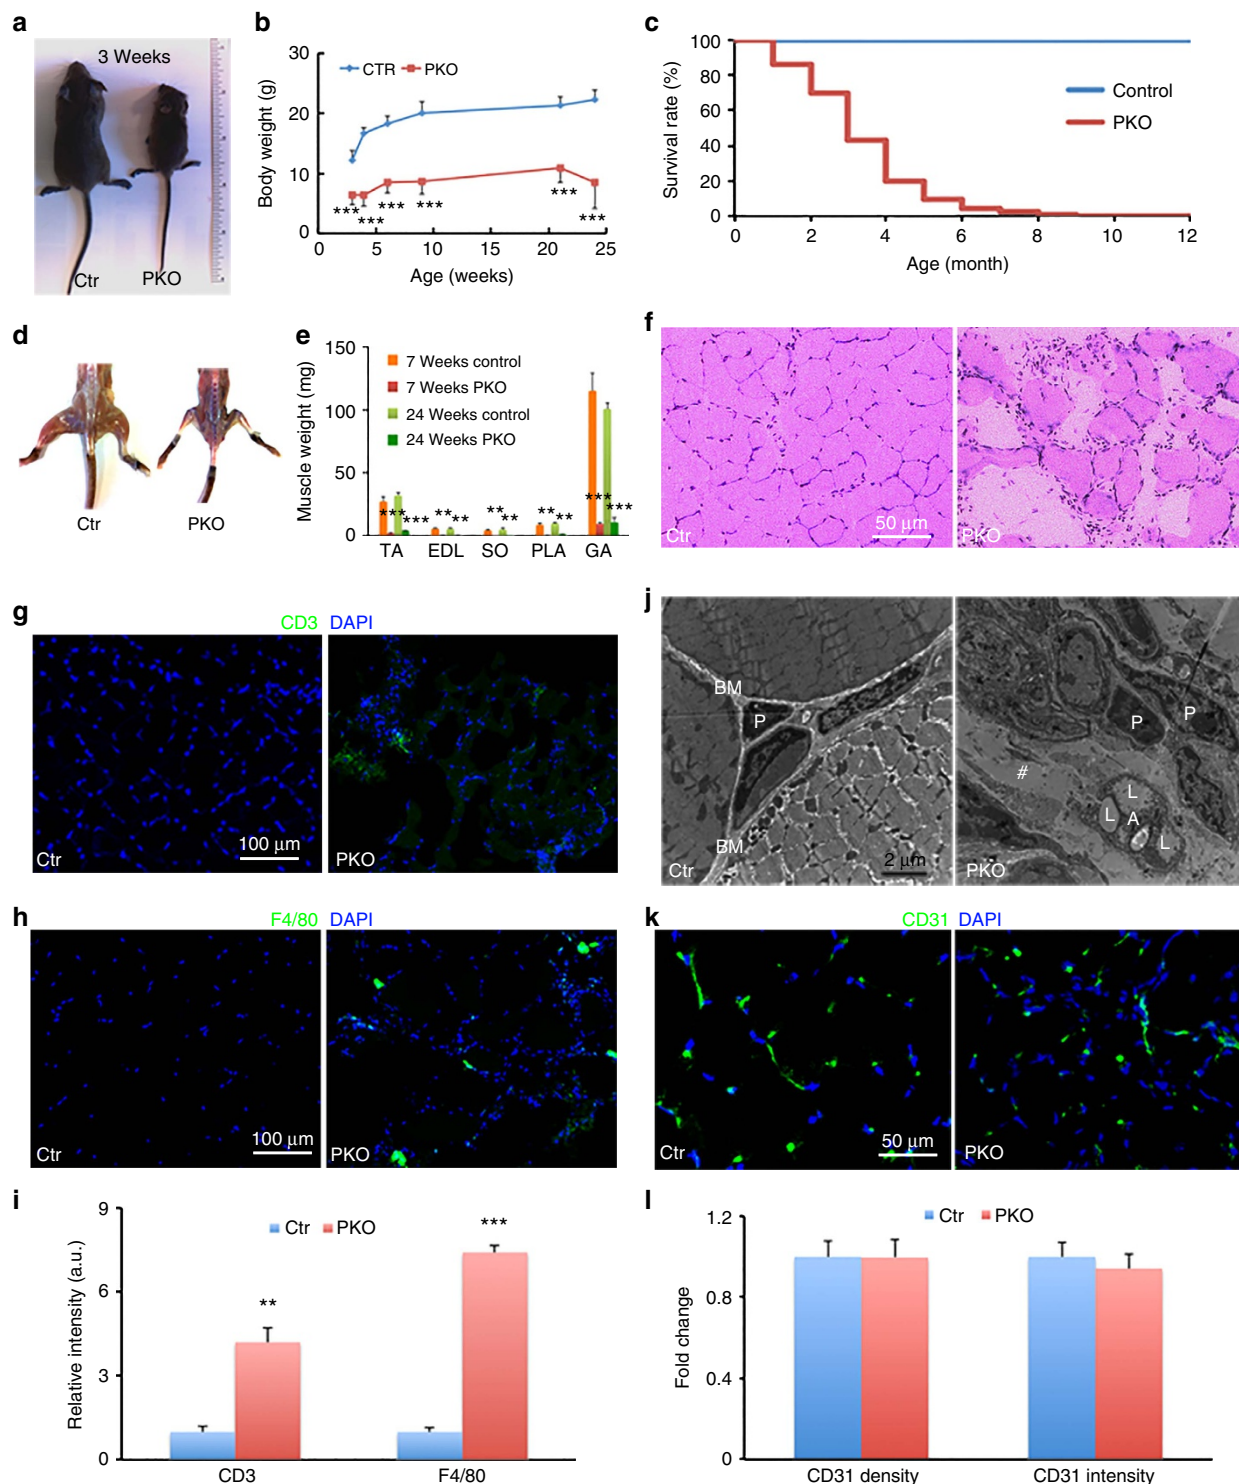 a
3 Weeks
Ctr
PKO
b
30
20
10
0
Body weight (g)
CTR
PKO
***
***
***
***
***
***
0
5
10
15
20
25
Age (weeks)
c
100
80
60
40
20
0
Survival rate (%)
Control
PKO
0
2
4
6
8
10
12
Age (month)
d
Ctr
PKO
e
150
100
50
0
Muscle weight (mg)
7 Weeks control
7 Weeks PKO
24 Weeks control
24 Weeks PKO
***
***
**
**
**
**
**
**
***
***
TA
EDL
SO
PLA
GA
f
Ctr
50 μm
PKO
g
CD3 DAPI
Ctr
100 μm
PKO
h
F4/80 DAPI
Ctr
100 μm
PKO
i
9
6
3
0
Relative intensity (a.u.)
Ctr
PKO
**
***
CD3
F4/80
j
BM
P
BM
Ctr
2 μm
P
P
#
L
L
A
L
PKO
k
CD31 DAPI
Ctr
50 μm
PKO
l
1.2
0.8
0.4
0
Fold change
Ctr
PKO
CD31 density
CD31 intensity